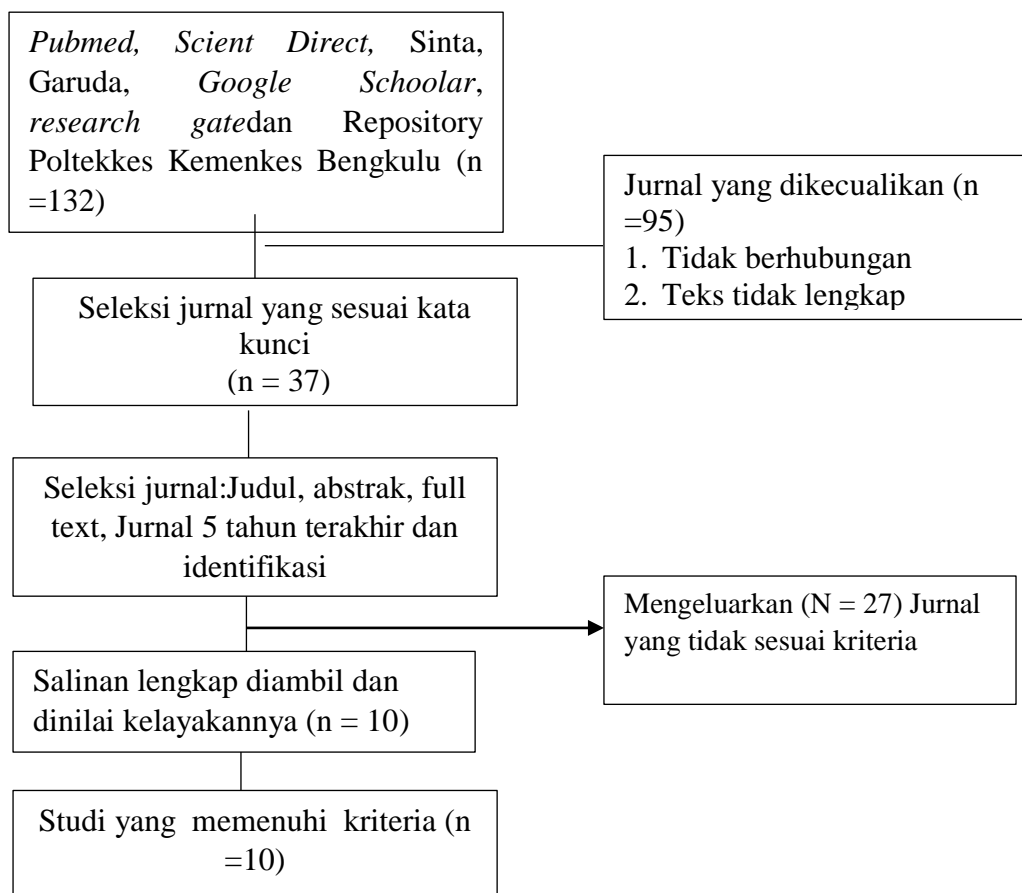 Pubmed, Scient Direct, Sinta,
Garuda, Google Schoolar,
research gatedan Repository
Poltekkes Kemenkes Bengkulu (n
=132)
Jurnal yang dikecualikan (n
=95)
1. Tidak berhubungan
2. Teks tidak lengkap
Seleksi jurnal yang sesuai kata
kunci
(n = 37)
Seleksi jurnal:Judul, abstrak, full
text, Jurnal 5 tahun terakhir dan
identifikasi
Mengeluarkan (N = 27) Jurnal
yang tidak sesuai kriteria
Salinan lengkap diambil dan
dinilai kelayakannya (n = 10)
Studi yang memenuhi kriteria (n
=10)